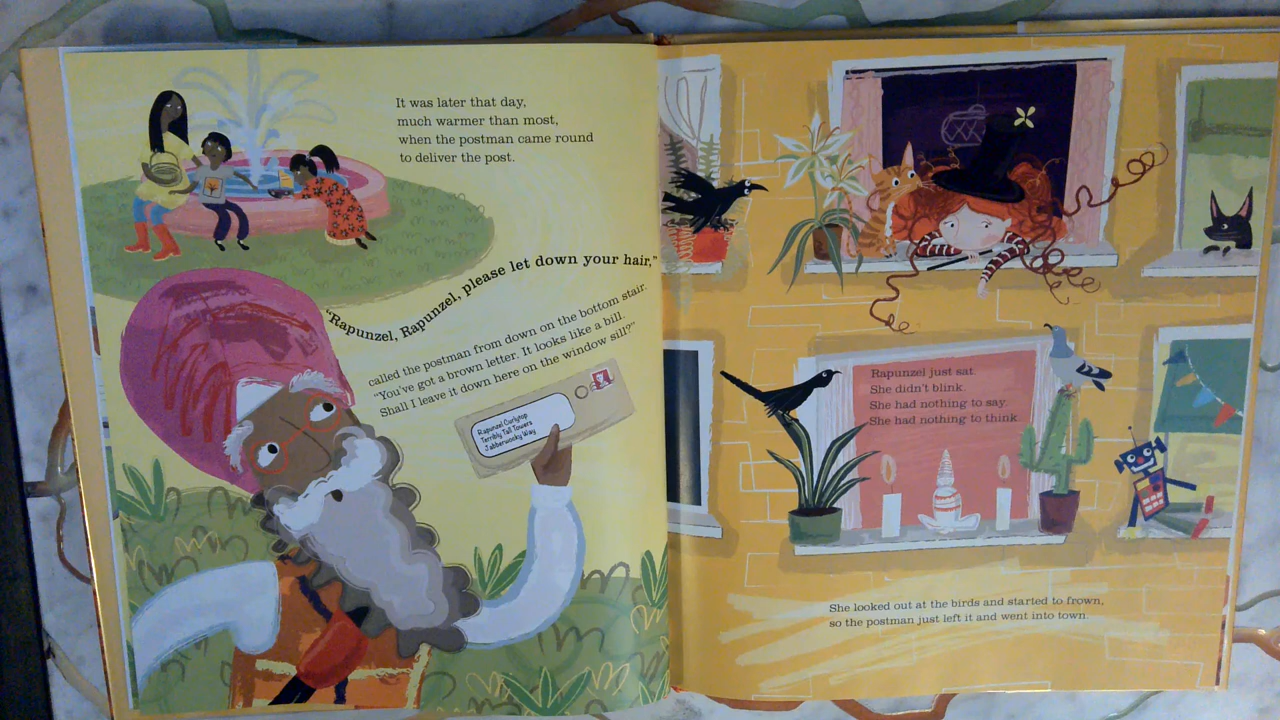 It was later that day,
much warmer than most,
when the postman came round
to deliver the post.
"Rapunzel, Rapunzel, please let down your hair,"
called the postman from down on the bottom stair.
"You've got a brown letter. It looks like a bill.
Shall I leave it down here on the window sill?"
Rapunzel Curlytop
Terribly Tall Towers
Jabberwocky Way
Rapunzel just sat.
She didn't blink.
She had nothing to say.
She had nothing to think.
She looked out at the birds and started to frown,
so the postman just left it and went into town.